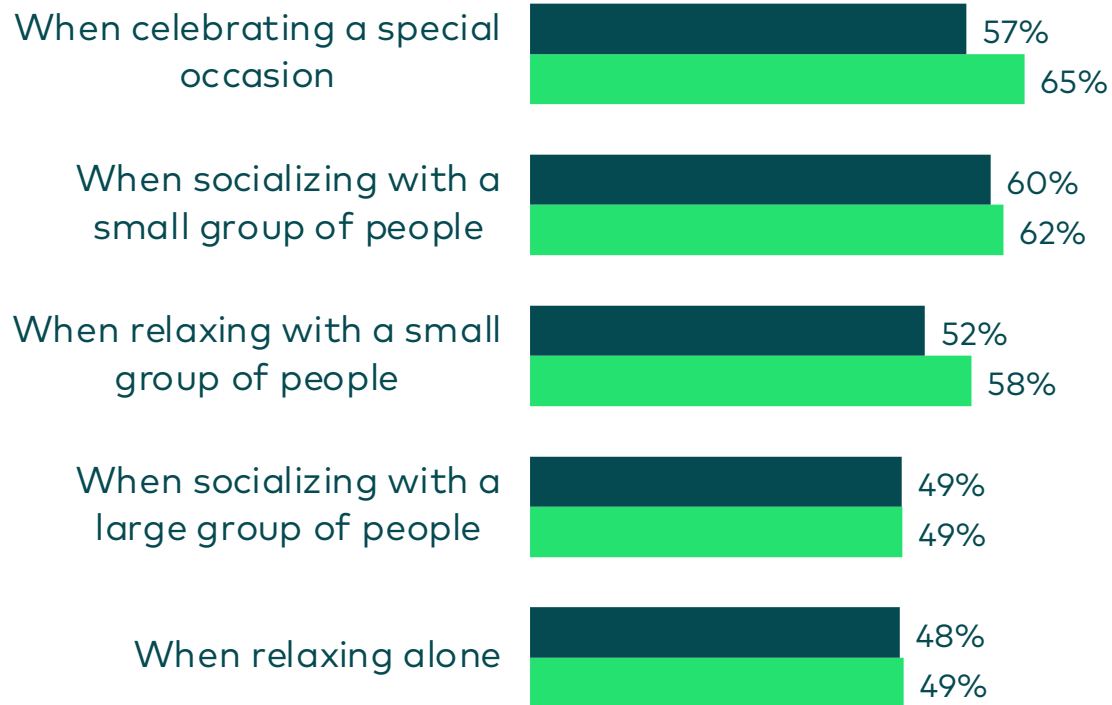 When celebrating a special
occasion
57%
65%
When socializing with a
small group of people
60%
62%
When relaxing with a small
group of people
52%
58%
When socializing with a
large group of people
49%
49%
When relaxing alone
48%
49%